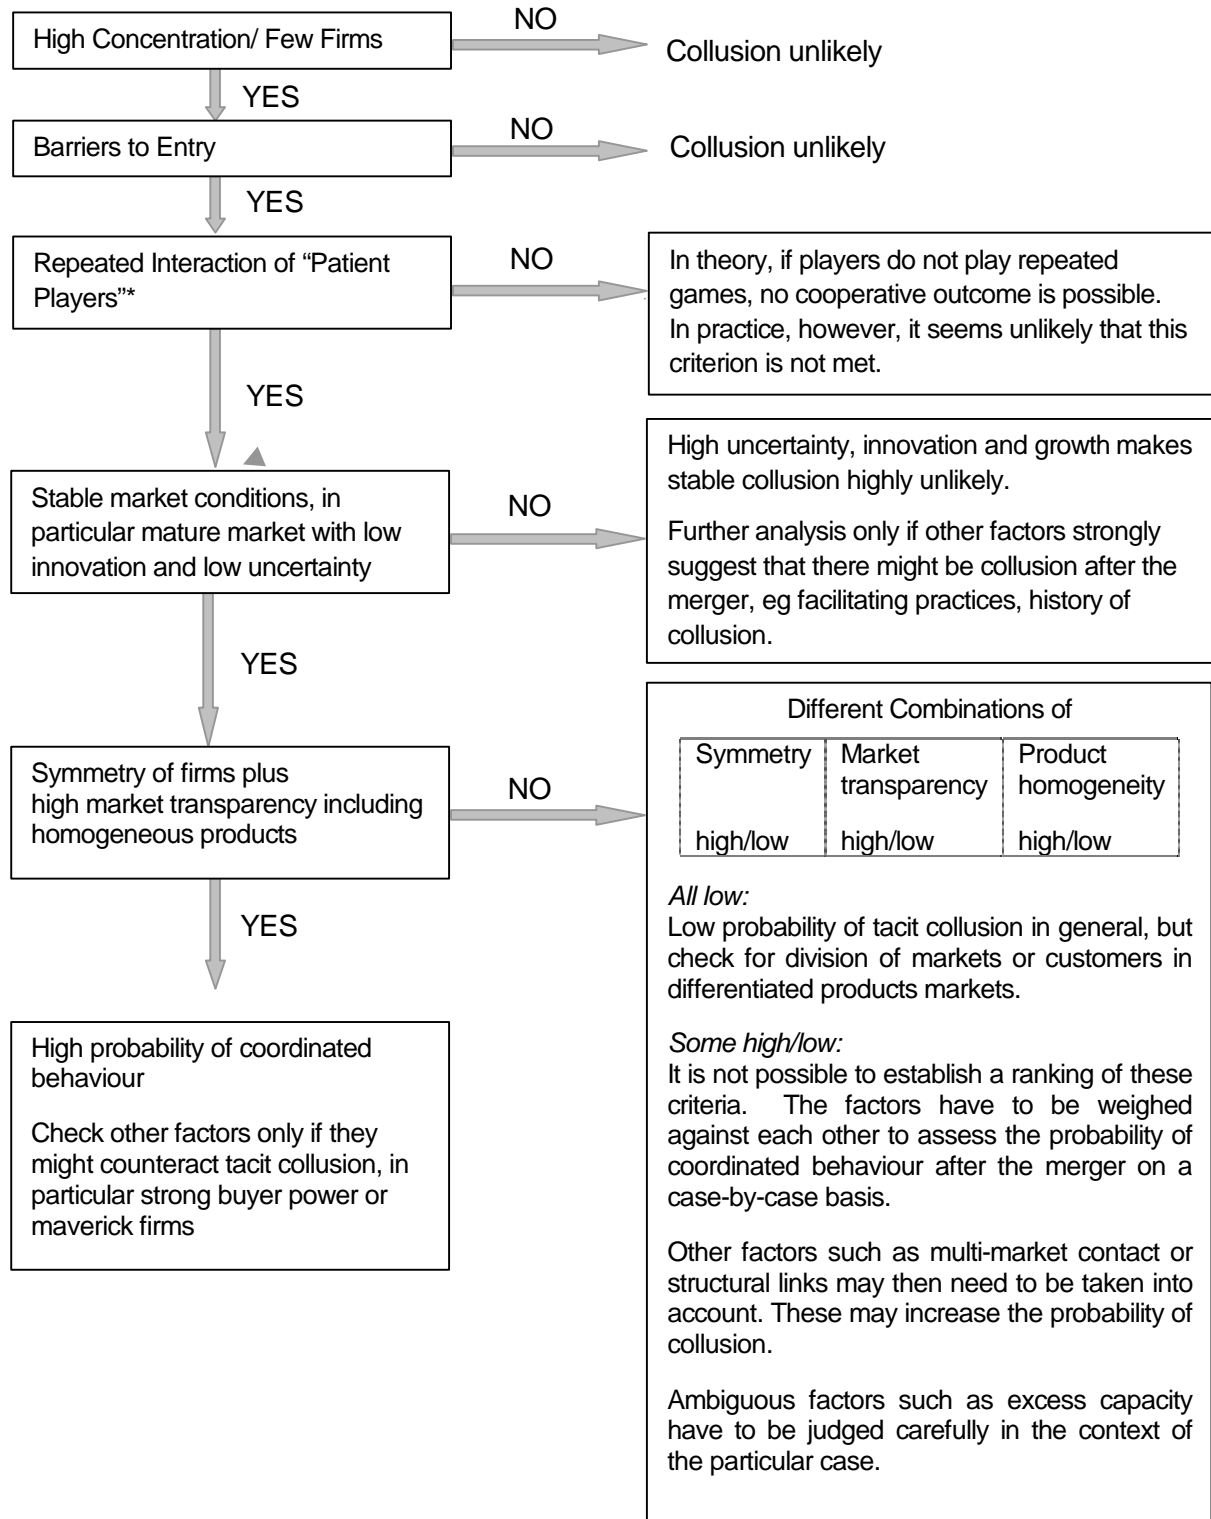 High Concentration/ Few Firms
NO
Collusion unlikely
YES
Barriers to Entry
NO
Collusion unlikely
YES
Repeated Interaction of “Patient
Players”*
NO
In theory, if players do not play repeated
games, no cooperative outcome is possible.
In practice, however, it seems unlikely that this
criterion is not met.
YES
Stable market conditions, in
particular mature market with low
innovation and low uncertainty
NO
High uncertainty, innovation and growth makes
stable collusion highly unlikely.
Further analysis only if other factors strongly
suggest that there might be collusion after the
merger, eg facilitating practices, history of
collusion.
YES
Symmetry of firms plus
high market transparency including
homogeneous products
NO
Different Combinations of
Symmetry
Market
transparency
Product
homogeneity
high/low
high/low
high/low
All low:
Low probability of tacit collusion in general, but
check for division of markets or customers in
differentiated products markets.
Some high/low:
It is not possible to establish a ranking of these
criteria. The factors have to be weighed
against each other to assess the probability of
coordinated behaviour after the merger on a
case-by-case basis.
Other factors such as multi-market contact or
structural links may then need to be taken into
account. These may increase the probability of
collusion.
Ambiguous factors such as excess capacity
have to be judged carefully in the context of
the particular case.
YES
High probability of coordinated
behaviour
Check other factors only if they
might counteract tacit collusion, in
particular strong buyer power or
maverick firms